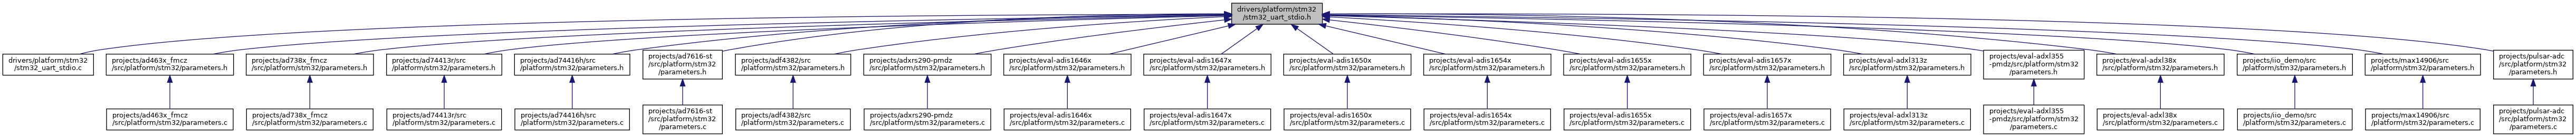 drivers/platform/stm32
/stm32_uart_stdio.h
drivers/platform/stm32
/stm32_uart_stdio.c
projects/ad463x_fmcz
/src/platform/stm32/parameters.h
projects/ad738x_fmcz
/src/platform/stm32/parameters.h
projects/ad74413r/src
/platform/stm32/parameters.h
projects/ad74416h/src
/platform/stm32/parameters.h
projects/ad7616-st
/src/platform/stm32
/parameters.h
projects/adf4382/src
/platform/stm32/parameters.h
projects/adxrs290-pmdz
/src/platform/stm32/parameters.h
projects/eval-adis1646x
/src/platform/stm32/parameters.h
projects/eval-adis1647x
/src/platform/stm32/parameters.h
projects/eval-adis1650x
/src/platform/stm32/parameters.h
projects/eval-adis1654x
/src/platform/stm32/parameters.h
projects/eval-adis1655x
/src/platform/stm32/parameters.h
projects/eval-adis1657x
/src/platform/stm32/parameters.h
projects/eval-adxl313z
/src/platform/stm32/parameters.h
projects/eval-adxl355
-pmdz/src/platform/stm32
/parameters.h
projects/eval-adxl38x
/src/platform/stm32/parameters.h
projects/iio_demo/src
/platform/stm32/parameters.h
projects/max14906/src
/platform/stm32/parameters.h
projects/pulsar-adc
/src/platform/stm32
/parameters.h
projects/ad463x_fmcz
/src/platform/stm32/parameters.c
projects/ad738x_fmcz
/src/platform/stm32/parameters.c
projects/ad74413r/src
/platform/stm32/parameters.c
projects/ad74416h/src
/platform/stm32/parameters.c
projects/ad7616-st
/src/platform/stm32
/parameters.c
projects/adf4382/src
/platform/stm32/parameters.c
projects/adxrs290-pmdz
/src/platform/stm32/parameters.c
projects/eval-adis1646x
/src/platform/stm32/parameters.c
projects/eval-adis1647x
/src/platform/stm32/parameters.c
projects/eval-adis1650x
/src/platform/stm32/parameters.c
projects/eval-adis1654x
/src/platform/stm32/parameters.c
projects/eval-adis1655x
/src/platform/stm32/parameters.c
projects/eval-adis1657x
/src/platform/stm32/parameters.c
projects/eval-adxl313z
/src/platform/stm32/parameters.c
projects/eval-adxl355
-pmdz/src/platform/stm32
/parameters.c
projects/eval-adxl38x
/src/platform/stm32/parameters.c
projects/iio_demo/src
/platform/stm32/parameters.c
projects/max14906/src
/platform/stm32/parameters.c
projects/pulsar-adc
/src/platform/stm32
/parameters.c